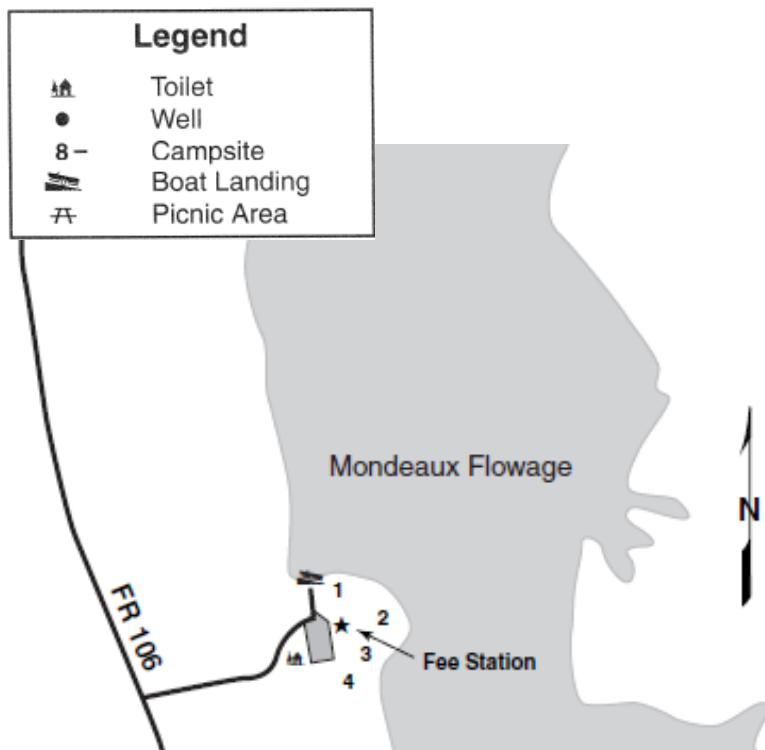 Legend
Toilet
Well
8 – Campsite
Boat Landing
Picnic Area
Mondeaux Flowage
N
FR 106
1
2
3
Fee Station
4